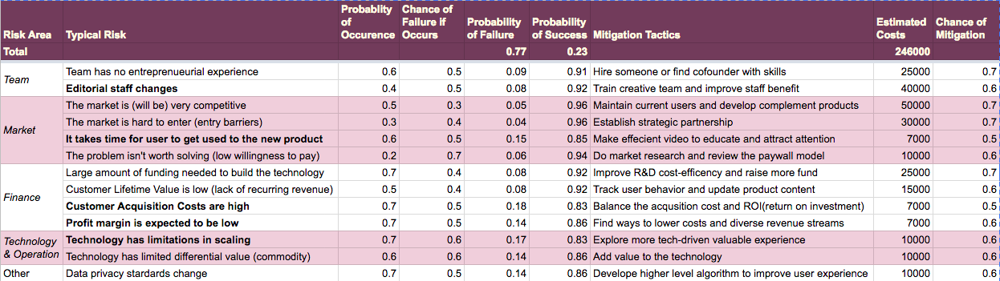 Risk Area Typical Risk Probablity of Occurence Chance of Failure if Occurs Probability of Failure Probability of Success Mitigation Tactics Estimated Costs Chance of Mitigation
Total 0.77 0.23 246000
Team
Team has no entreprenueurial experience 0.6 0.5 0.09 0.91 Hire someone or find cofounder with skills 25000 0.7
Editorial staff changes 0.4 0.5 0.08 0.92 Train creative team and improve staff benefit 40000 0.6
Market
The market is (will be) very competitive 0.5 0.3 0.05 0.96 Maintain current users and develop complement products 50000 0.7
The market is hard to enter (entry barriers) 0.3 0.4 0.04 0.96 Establish strategic partnership 30000 0.7
It takes time for user to get used to the new product 0.6 0.5 0.15 0.85 Make effecient video to educate and attract attention 7000 0.5
The problem isn't worth solving (low willingness to pay) 0.2 0.7 0.06 0.94 Do market research and review the paywall model 10000 0.6
Finance
Large amount of funding needed to build the technology 0.7 0.4 0.08 0.92 Improve R&D cost-efficency and raise more fund 25000 0.7
Customer Lifetime Value is low (lack of recurring revenue) 0.5 0.4 0.08 0.92 Track user behavior and update product content 15000 0.6
Customer Acquisition Costs are high 0.7 0.5 0.18 0.83 Balance the acqusition cost and ROI(return on investment) 7000 0.5
Profit margin is expected to be low 0.7 0.5 0.14 0.86 Find ways to lower costs and diverse revenue streams 7000 0.6
Technology & Operation
Technology has limitations in scaling 0.7 0.6 0.17 0.83 Explore more tech-driven valuable experience 10000 0.6
Technology has limited differential value (commodity) 0.6 0.6 0.14 0.86 Add value to the technology 10000 0.6
Other Data privacy stardards change 0.7 0.5 0.14 0.86 Develope higher level algorithm to improve user experience 10000 0.6